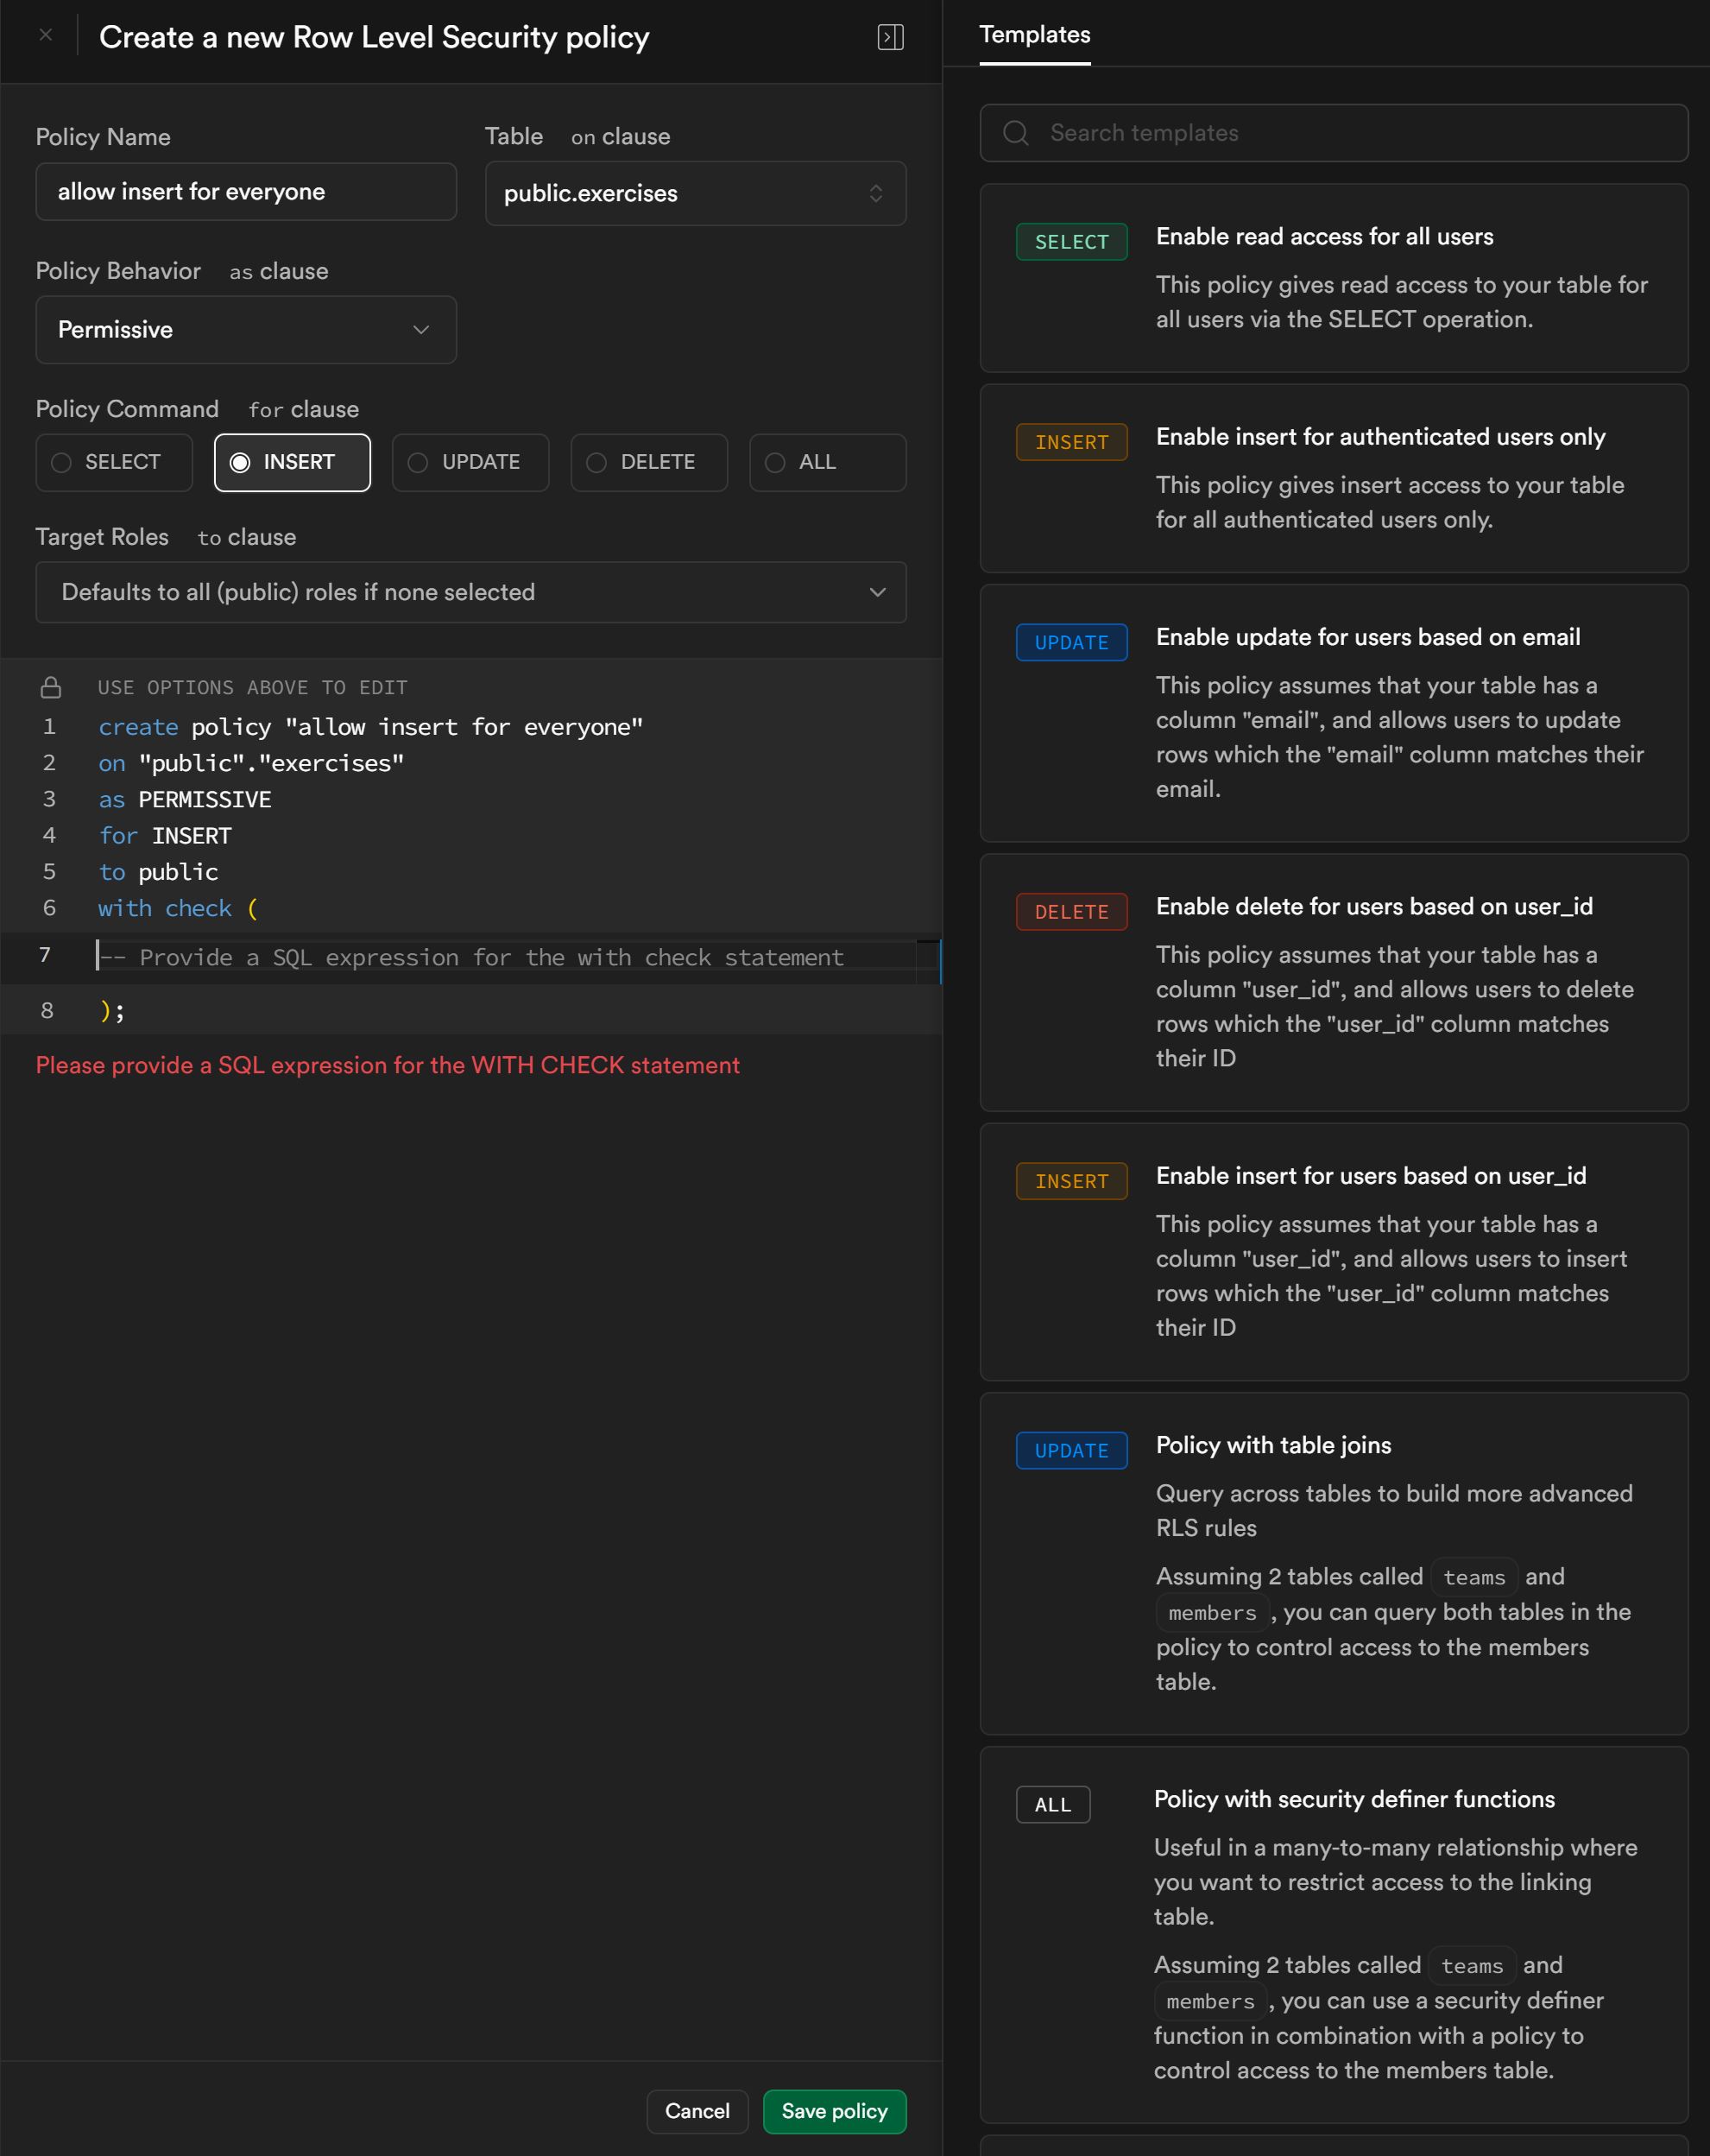 Create a new Row Level Security policy
Policy Name
allow insert for everyone
Table on clause
public.exercises
Policy Behavior as clause
Permissive
Policy Command for clause
SELECT
INSERT
UPDATE
DELETE
ALL
Target Roles to clause
Defaults to all (public) roles if none selected
USE OPTIONS ABOVE TO EDIT
1 create policy "allow insert for everyone"
2 on "public"."exercises"
3 as PERMISSIVE
4 for INSERT
5 to public
6 with check (
7 -- Provide a SQL expression for the with check statement
8 );
Please provide a SQL expression for the WITH CHECK statement
Cancel
Save policy
Templates
Search templates
SELECT
Enable read access for all users
This policy gives read access to your table for
all users via the SELECT operation.
INSERT
Enable insert for authenticated users only
This policy gives insert access to your table
for all authenticated users only.
UPDATE
Enable update for users based on email
This policy assumes that your table has a
column "email", and allows users to update
rows which the "email" column matches their
email.
DELETE
Enable delete for users based on user_id
This policy assumes that your table has a
column "user_id", and allows users to delete
rows which the "user_id" column matches
their ID
INSERT
Enable insert for users based on user_id
This policy assumes that your table has a
column "user_id", and allows users to insert
rows which the "user_id" column matches
their ID
UPDATE
Policy with table joins
Query across tables to build more advanced
RLS rules
Assuming 2 tables called teams and
members , you can query both tables in the
policy to control access to the members
table.
ALL
Policy with security definer functions
Useful in a many-to-many relationship where
you want to restrict access to the linking
table.
Assuming 2 tables called teams and
members , you can use a security definer
function in combination with a policy to
control access to the members table.